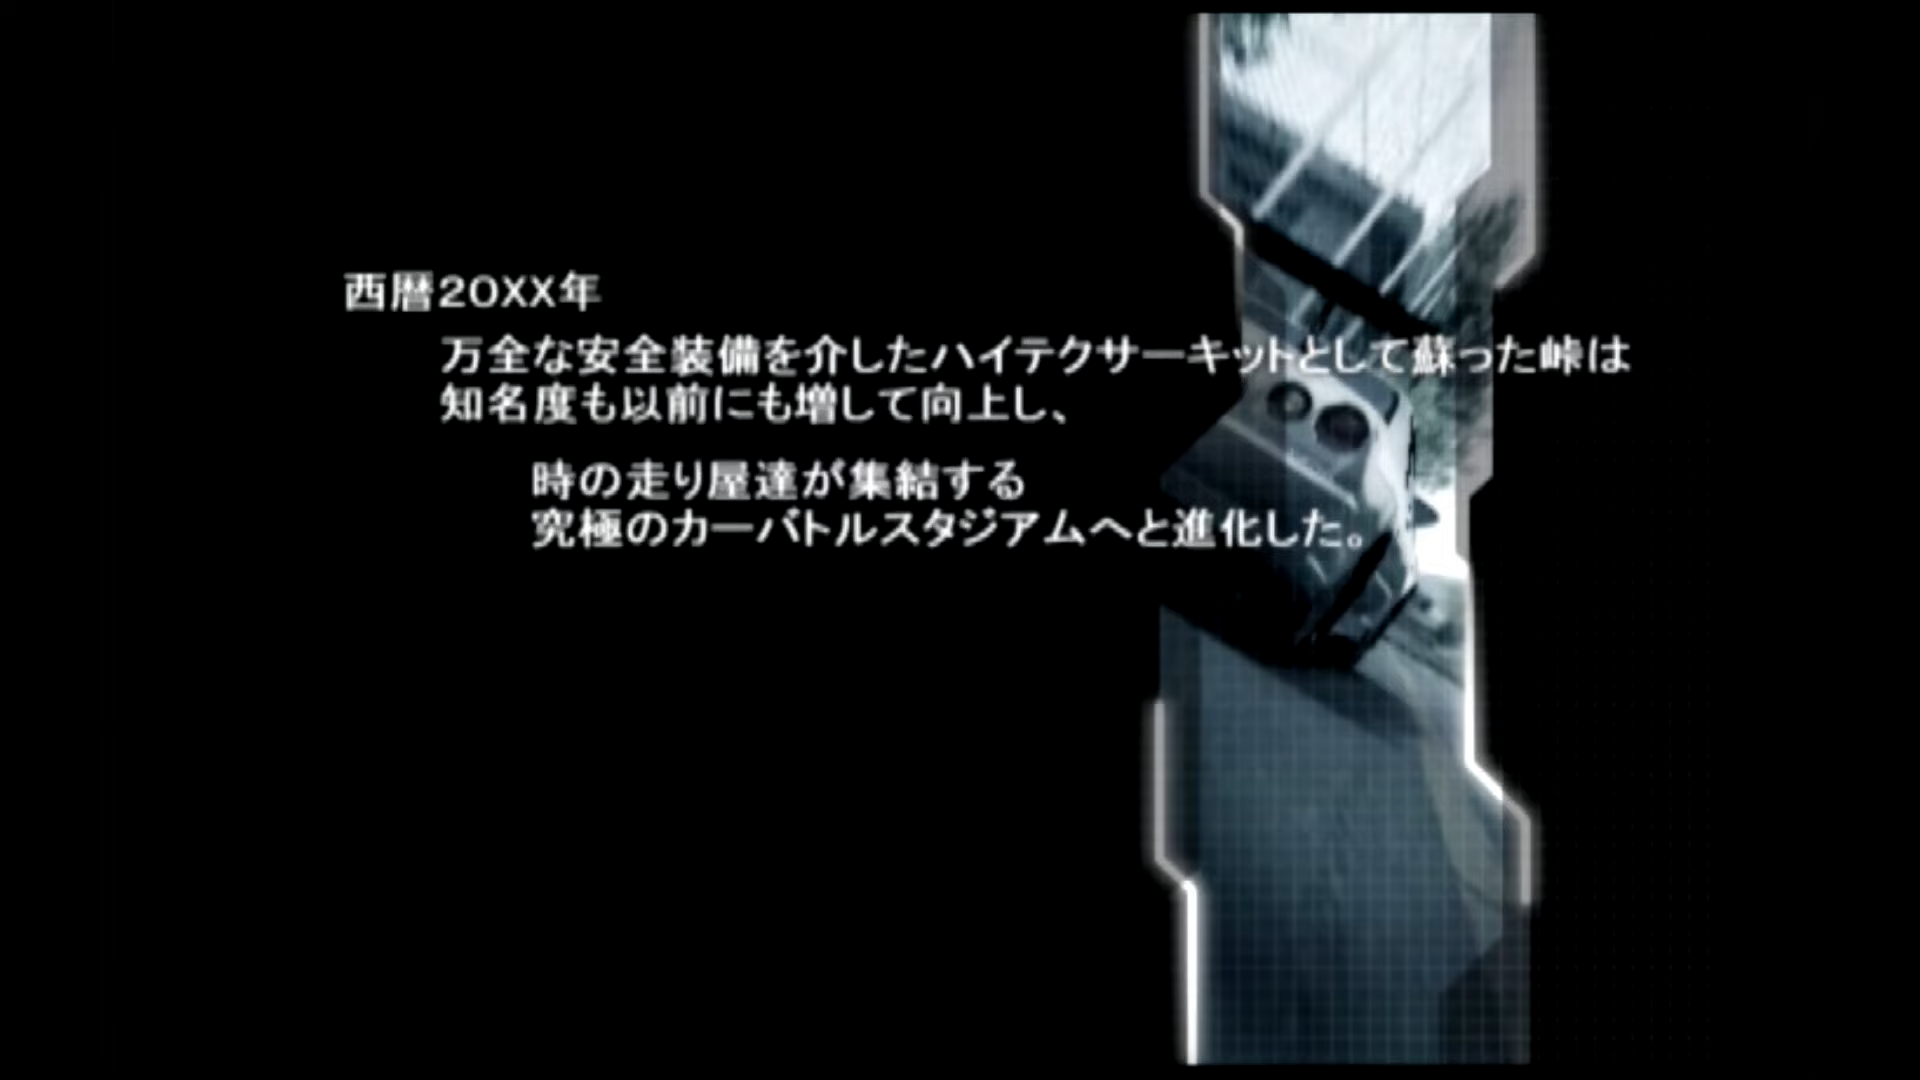 西暦20XX年
万全な安全装備を介したハイテクサーキットとして蘇った峠は
知名度も以前にも増して向上し、
時の走り屋達が集結する
究極のカーバトルスタジアムへと進化した。